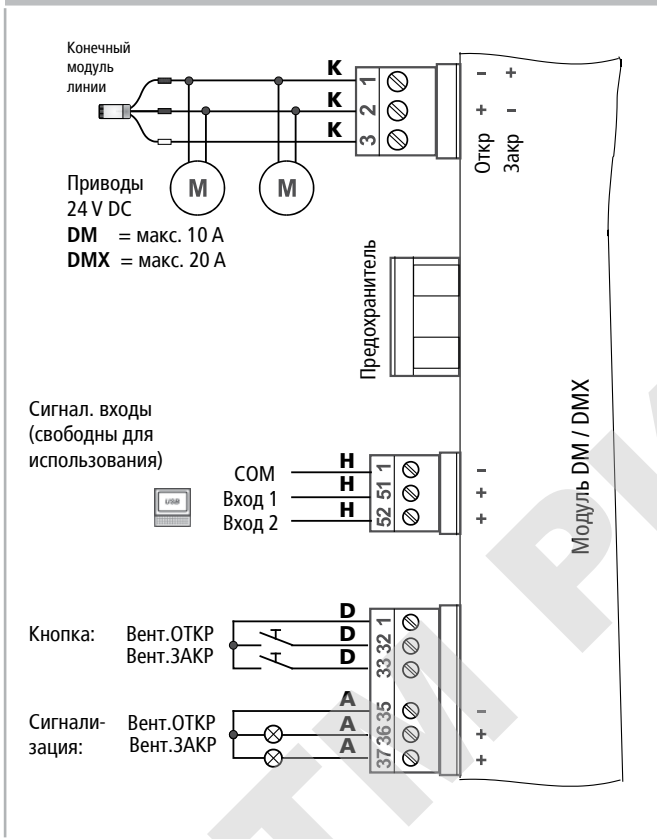 Конечный
модуль
линии
K
K
K
1
2
3
- +
+ -
Откр
Закр
M
M
Приводы
24 V DC
DM = макс. 10 A
DMX = макс. 20 A
Предохранитель
Модуль DM / DMX
Сигнал. входы
(свободны для
использования)
USB
COM H 1 -
Вход 1 H 51 +
Вход 2 H 52 +
Кнопка:
Вент.ОТКР
Вент.ЗАКР
D
D
D
1
32
33
Сигнали-
зация:
Вент.ОТКР
Вент.ЗАКР
A
A
A
35
36
37
-
+
+